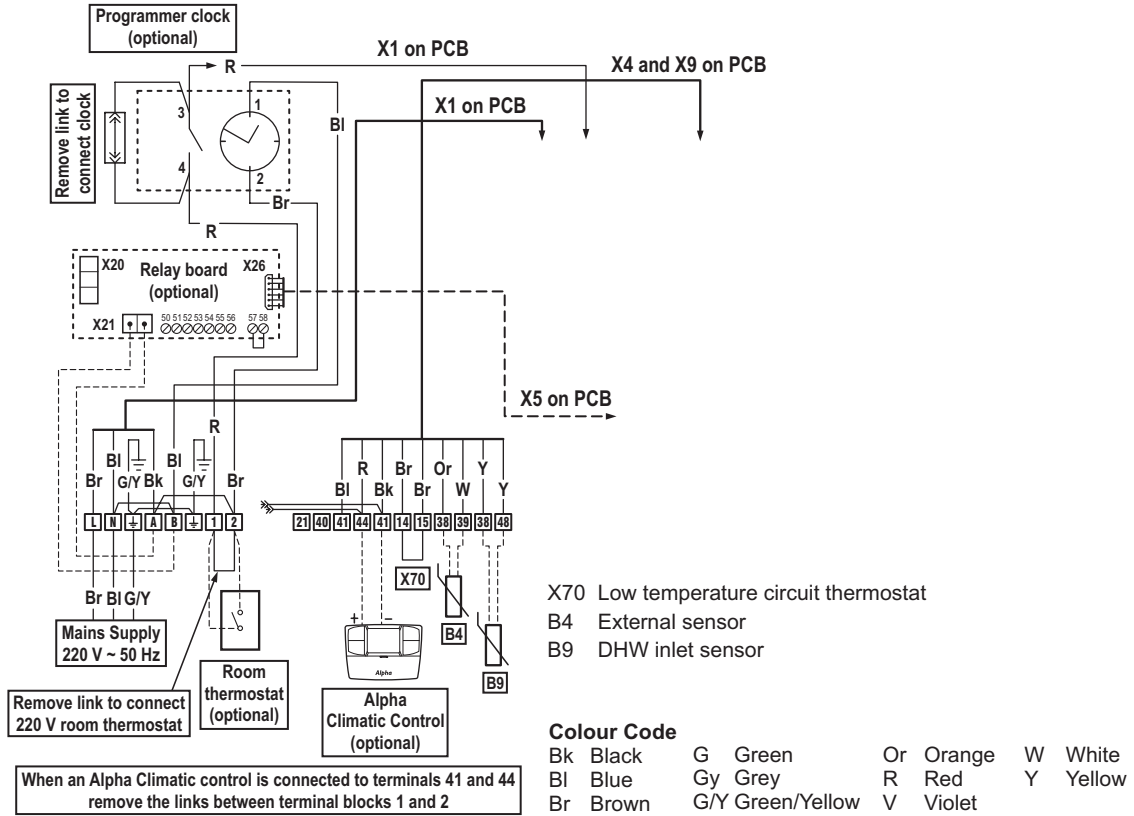 Programmer clock
(optional)
X1 on PCB
X4 and X9 on PCB
R
X1 on PCB
Remove link to
connect clock
3
1
Bl
4
2
Br
R
X20
Relay board
(optional)
X26
X21
50 51 52 53 54 55 56
57 58
X5 on PCB
R
Bl
Bl
Br
G/Y
Bk
G/Y
Br
R
Br
Or
Y
Bl
Bk
Br
W
Y
L N A B 1 2
21 40 41 44 41 14 15 38 39 38 48
X70
Br Bl G/Y
+ −
B4
B9
Mains Supply
220 V ~ 50 Hz
Alpha
Room
thermostat
(optional)
Remove link to connect
220 V room thermostat
Alpha
Climatic Control
(optional)
When an Alpha Climatic control is connected to terminals 41 and 44
remove the links between terminal blocks 1 and 2
X70 Low temperature circuit thermostat
B4 External sensor
B9 DHW inlet sensor
Colour Code
Bk Black G Green Or Orange W White
Bl Blue Gy Grey R Red Y Yellow
Br Brown G/Y Green/Yellow V Violet